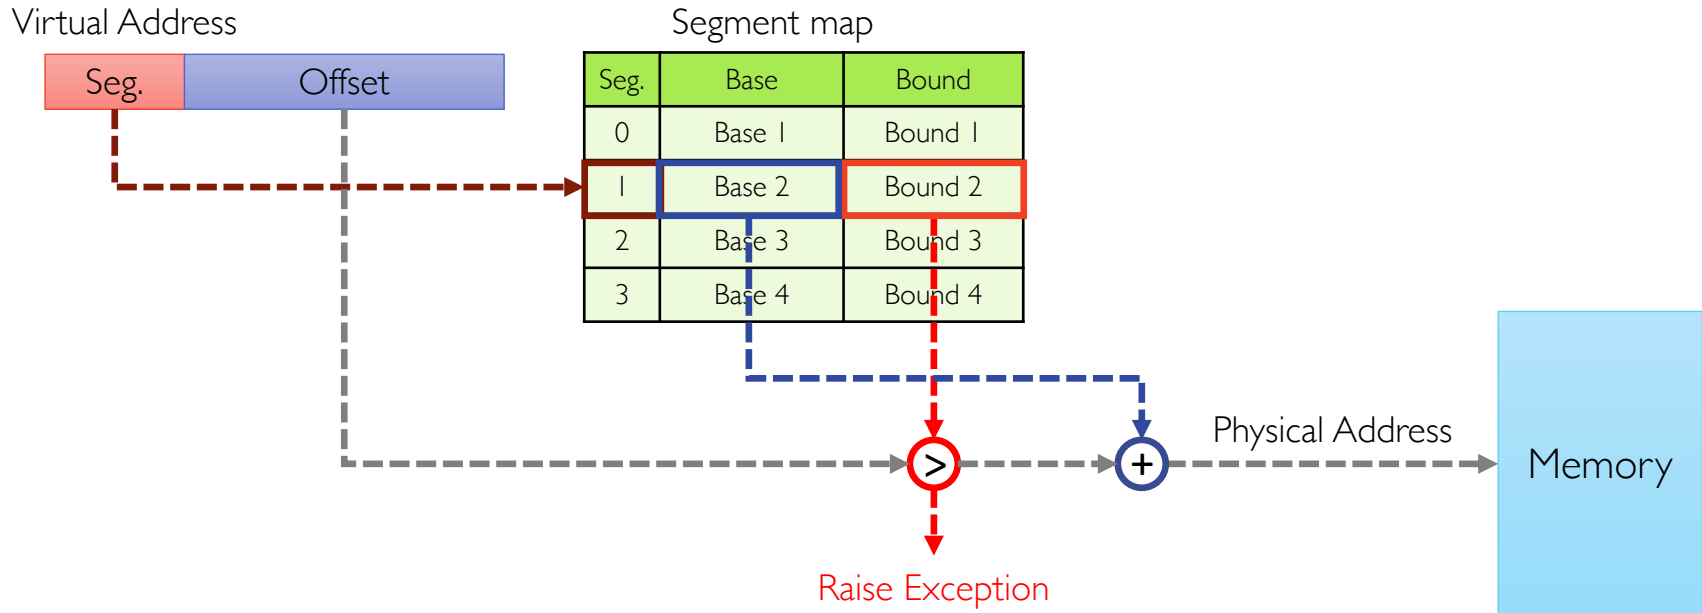 Virtual Address
Segment map
Seg. Offset
Seg. Base Bound
0 Base 1 Bound 1
1 Base 2 Bound 2
2 Base 3 Bound 3
3 Base 4 Bound 4
Physical Address
> +
Memory
Raise Exception